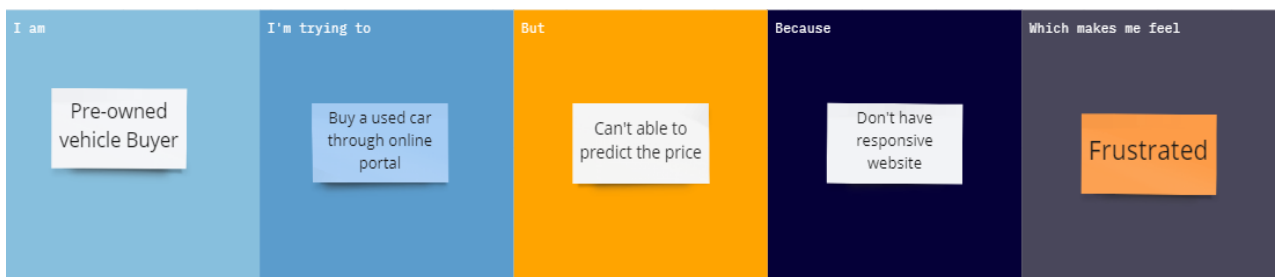 I am
Pre-owned
vehicle Buyer
I'm trying to
Buy a used car
through online
portal
But
Can't able to
predict the price
Because
Don't have
responsive
website
Which makes me feel
Frustrated